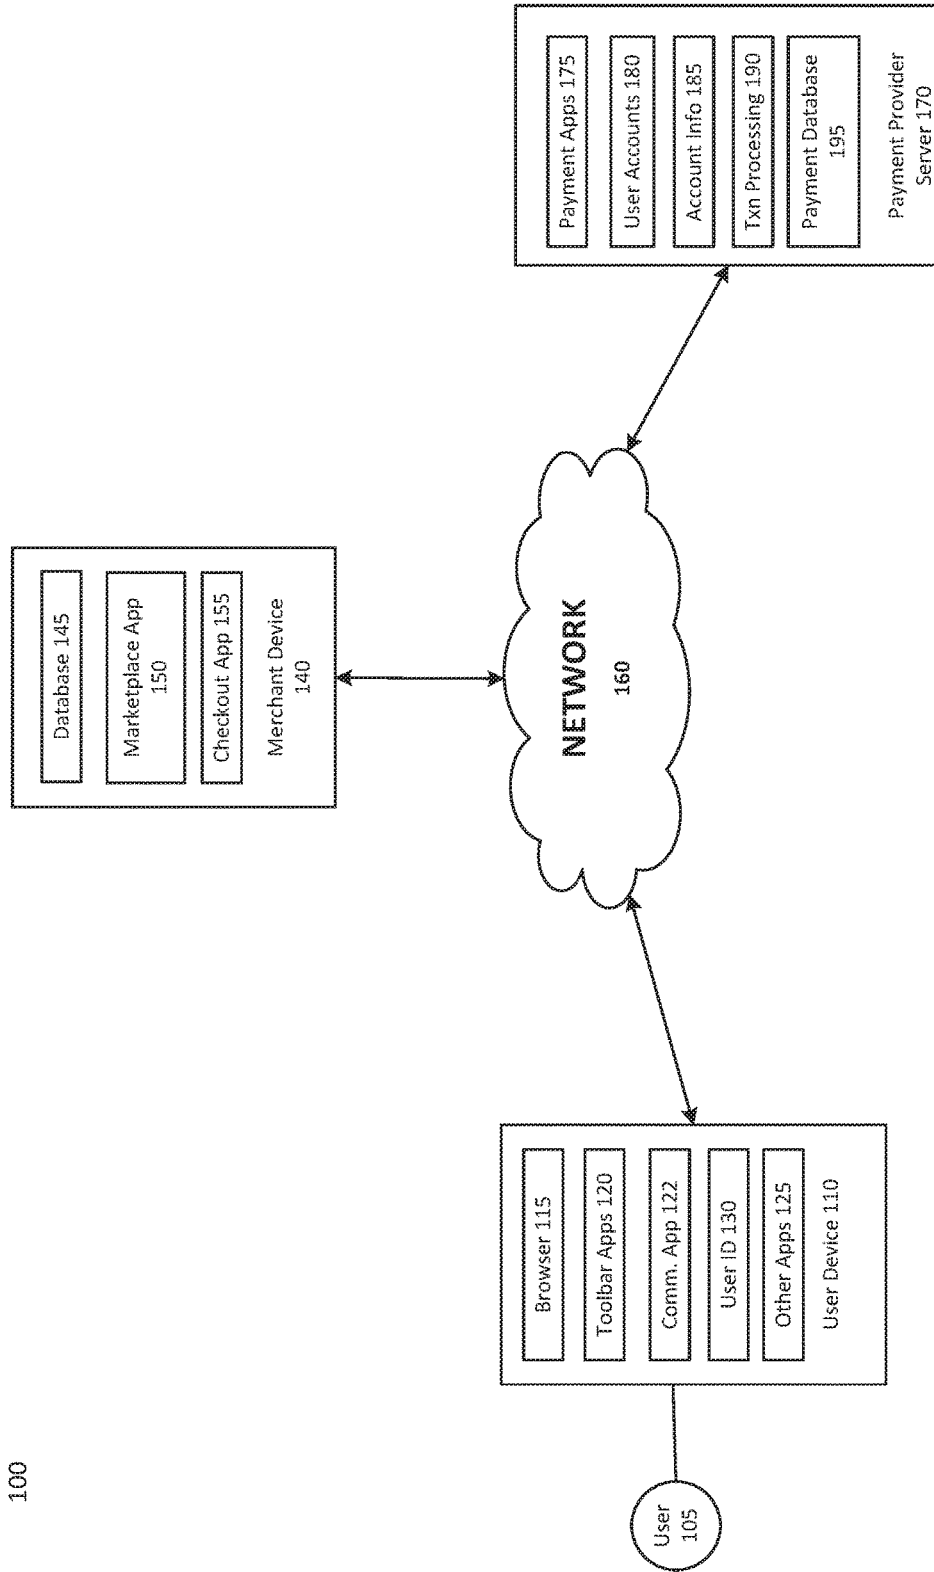 100
User
105
Browser 115
Toolbar Apps 120
Comm. App 122
User ID 130
Other Apps 125
User Device 110
Database 145
Marketplace App
150
Checkout App 155
Merchant Device
140
NETWORK
160
Payment Apps 175
User Accounts 180
Account Info 185
Txn Processing 190
Payment Database
195
Payment Provider
Server 170